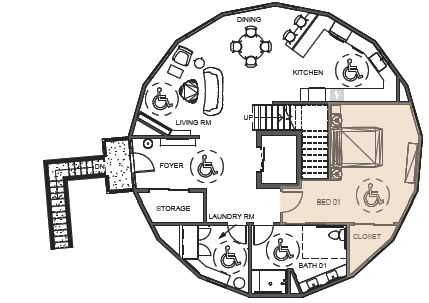 DINING
KITCHEN
LIVING RM
UP
DN
FOYER
BED 01
STORAGE
LAUNDRY RM
CLOSET
BATH 01